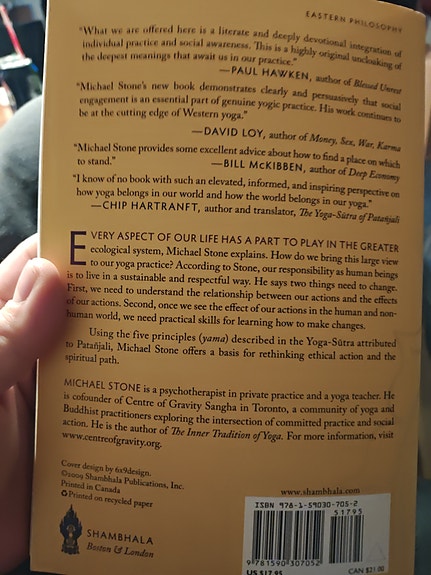 EASTERN PHILOSOPHY
"What we are offered here is a literate and deeply devotional integration of
individual practice and social awareness. This is a highly original uncloaking of
the deepest meanings that await us in our practice."
—PAUL HAWKEN, author of Blessed Unrest
"Michael Stone's new book demonstrates clearly and persuasively that social
engagement is an essential part of genuine yogic practice. His work continues to
be at the cutting edge of Western yoga."
—DAVID LOY, author of Money, Sex, War, Karma
"Michael Stone provides some excellent advice about how to find a place on which
to stand."
—BILL McKIBBEN, author of Deep Economy
"I know of no book with such an elevated, informed, and inspiring perspective on
how yoga belongs in our world and how the world belongs in our yoga."
—CHIP HARTRANFT, author and translator, The Yoga-Sūtra of Patañjali
EVERY ASPECT OF OUR LIFE HAS A PART TO PLAY IN THE GREATER
ecological system, Michael Stone explains. How do we bring this large view
to our yoga practice? According to Stone, our responsibility as human beings
is to live in a sustainable and respectful way. He says two things need to change.
First, we need to understand the relationship between our actions and the effects
of our actions. Second, once we see the effect of our actions in the human and non-
human world, we need practical skills for learning how to make changes.
Using the five principles (yama) described in the Yoga-Sūtra attributed
to Patañjali, Michael Stone offers a basis for rethinking ethical action and the
spiritual path.
MICHAEL STONE is a psychotherapist in private practice and a yoga teacher. He
is cofounder of Centre of Gravity Sangha in Toronto, a community of yoga and
Buddhist practitioners exploring the intersection of committed practice and social
action. He is the author of The Inner Tradition of Yoga. For more information, visit
www.centreofgravity.org.
Cover design by 6x9design.
©2009 Shambhala Publications, Inc.
Printed in Canada
♻Printed on recycled paper
SHAMBHALA
Boston & London
www.shambhala.com
ISBN 978-1-59030-705-2
51795
9 781590 307052
US $17.95 CAN $21.00